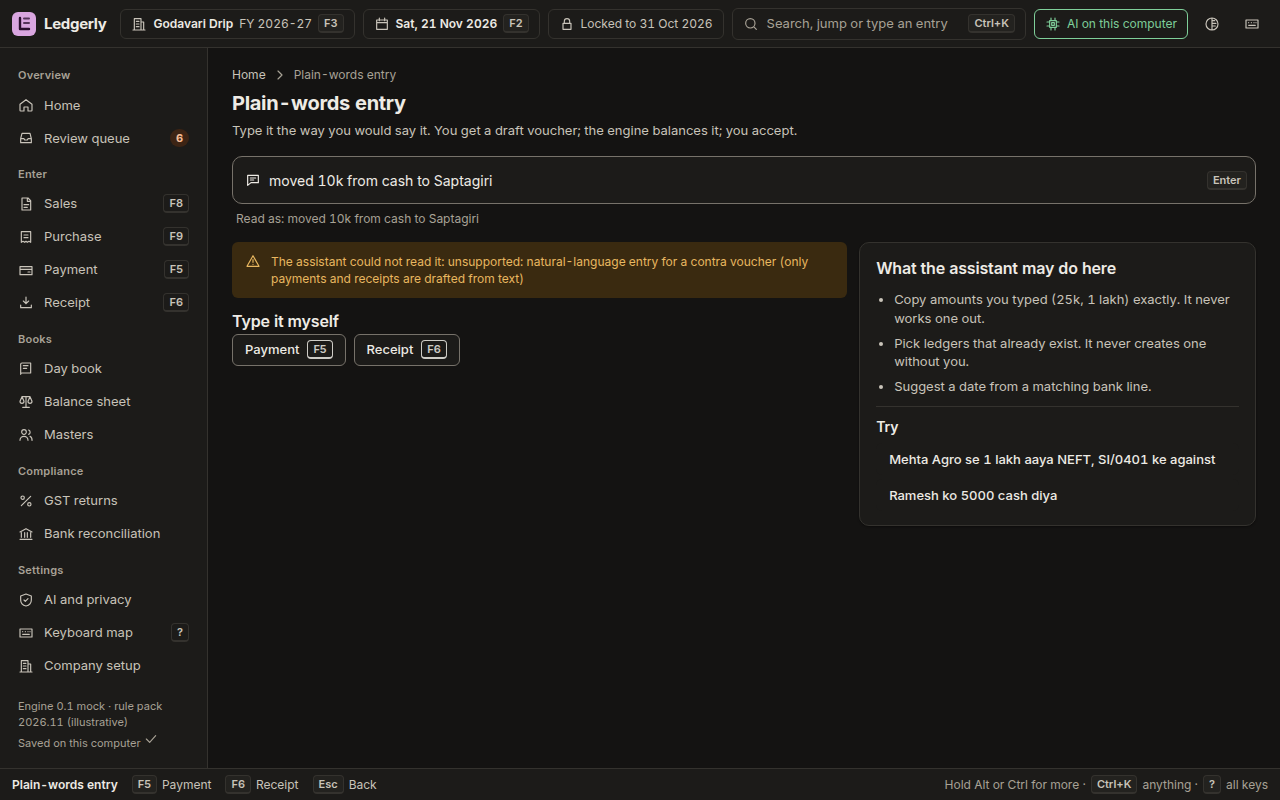 Ledgerly
Godavari Drip FY 2026-27 F3
Sat, 21 Nov 2026 F2
Locked to 31 Oct 2026
Search, jump or type an entry Ctrl+K
AI on this computer
Overview
Home
Review queue 6
Enter
Sales F8
Purchase F9
Payment F5
Receipt F6
Books
Day book
Balance sheet
Masters
Compliance
GST returns
Bank reconciliation
Settings
AI and privacy
Keyboard map ?
Company setup
Engine 0.1 mock · rule pack
2026.11 (illustrative)
Saved on this computer
Home > Plain-words entry
Plain-words entry
Type it the way you would say it. You get a draft voucher; the engine balances it; you accept.
moved 10k from cash to Saptagiri Enter
Read as: moved 10k from cash to Saptagiri
The assistant could not read it: unsupported: natural-language entry for a contra voucher (only
payments and receipts are drafted from text)
Type it myself
Payment F5 Receipt F6
What the assistant may do here
• Copy amounts you typed (25k, 1 lakh) exactly. It never
works one out.
• Pick ledgers that already exist. It never creates one
without you.
• Suggest a date from a matching bank line.
Try
Mehta Agro se 1 lakh aaya NEFT, SI/0401 ke against
Ramesh ko 5000 cash diya
Plain-words entry F5 Payment F6 Receipt Esc Back
Hold Alt or Ctrl for more · Ctrl+K anything · ? all keys